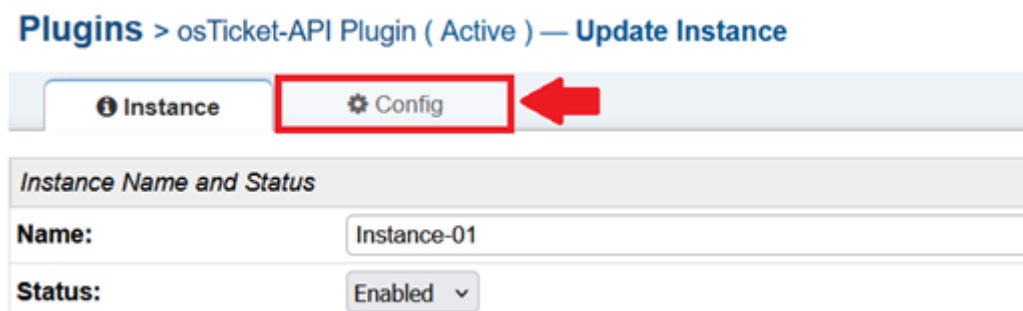 Plugins > osTicket-API Plugin ( Active ) — Update Instance
Instance Config
Instance Name and Status
Name: Instance-01
Status: Enabled